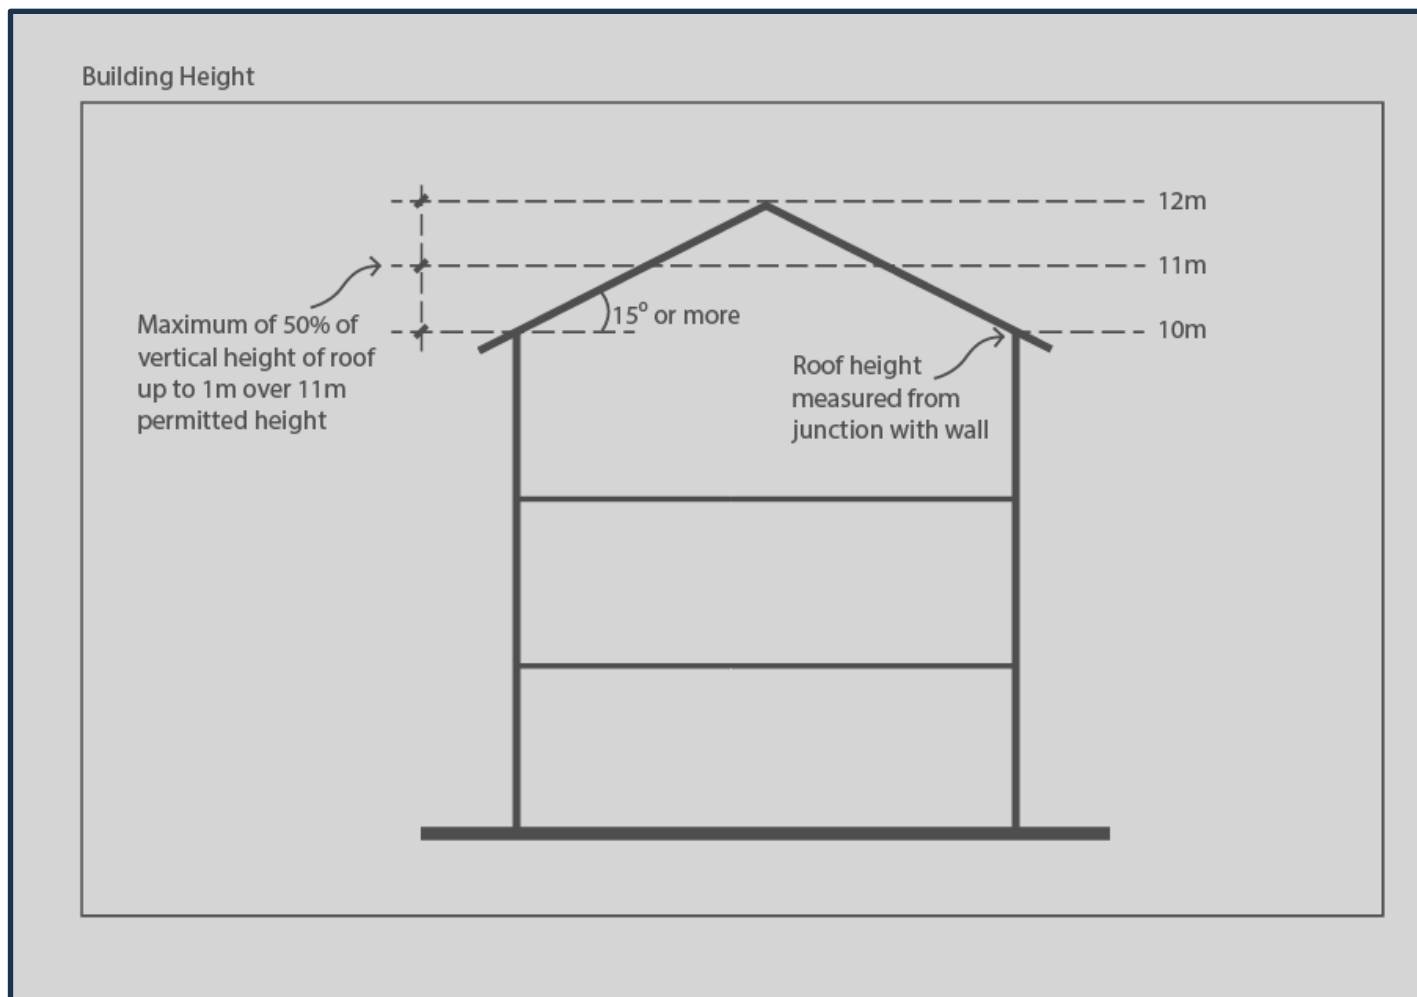 Building Height
12m
11m
10m
15° or more
Maximum of 50% of
vertical height of roof
up to 1m over 11m
permitted height
Roof height
measured from
junction with wall